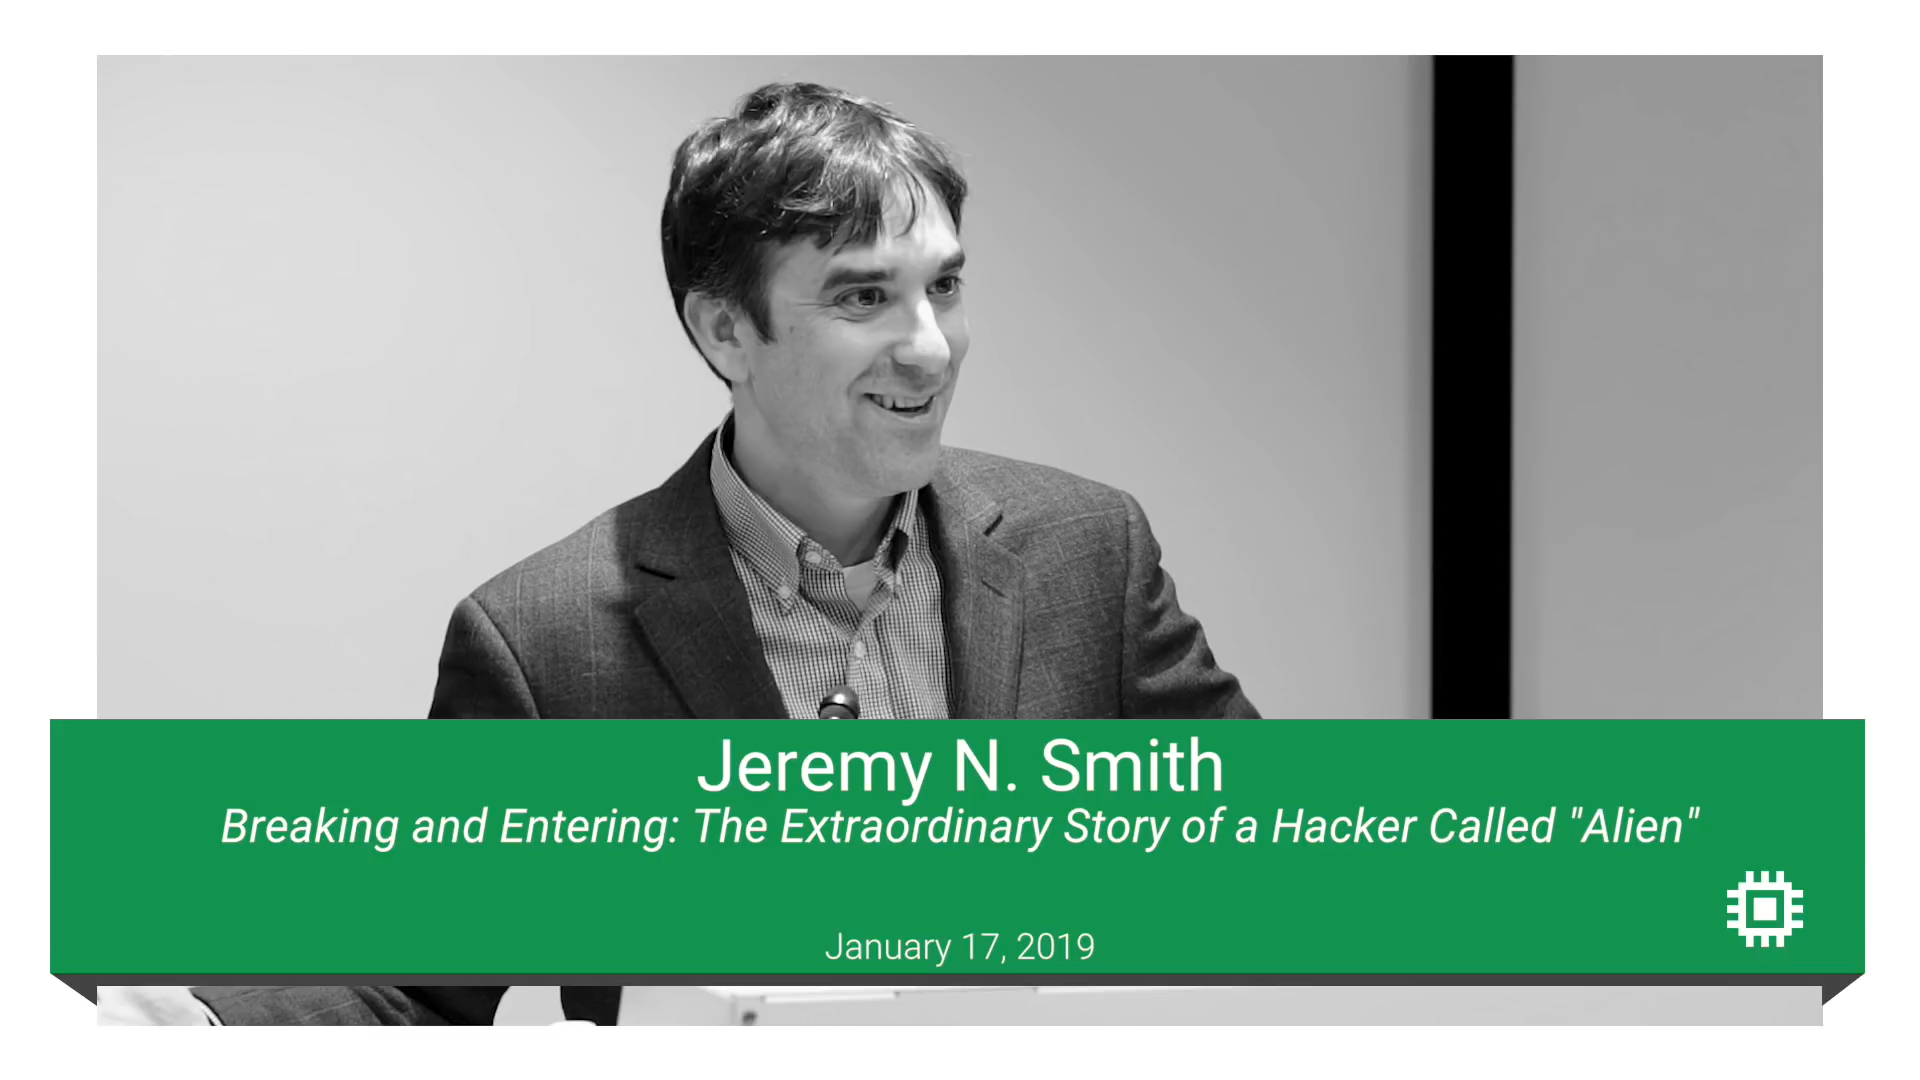 Jeremy N. Smith
Breaking and Entering: The Extraordinary Story of a Hacker Called "Alien"
January 17, 2019